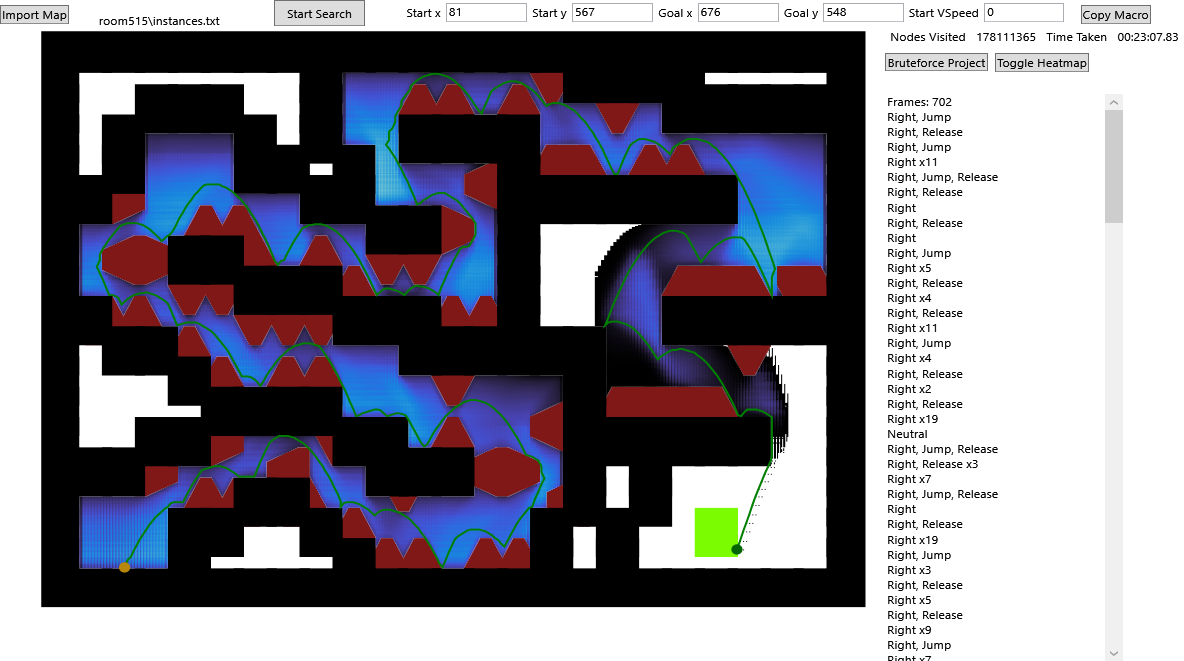 Import Map room515\instances.txt Start Search Start x 81 Start y 567 Goal x 676 Goal y 548 Start VSpeed 0 Copy Macro
Nodes Visited 178111365 Time Taken 00:23:07.83
Bruteforce Project Toggle Heatmap
Frames: 702
Right, Jump
Right, Release
Right, Jump
Right x11
Right, Jump, Release
Right, Release
Right
Right, Release
Right
Right, Jump
Right x5
Right, Release
Right x4
Right, Release
Right x11
Right, Jump
Right x4
Right, Release
Right x2
Right, Release
Right x19
Neutral
Right, Jump, Release
Right, Release x3
Right x7
Right, Jump, Release
Right
Right, Release
Right x19
Right, Jump
Right x3
Right, Release
Right x5
Right, Release
Right x9
Right, Jump
Right x7